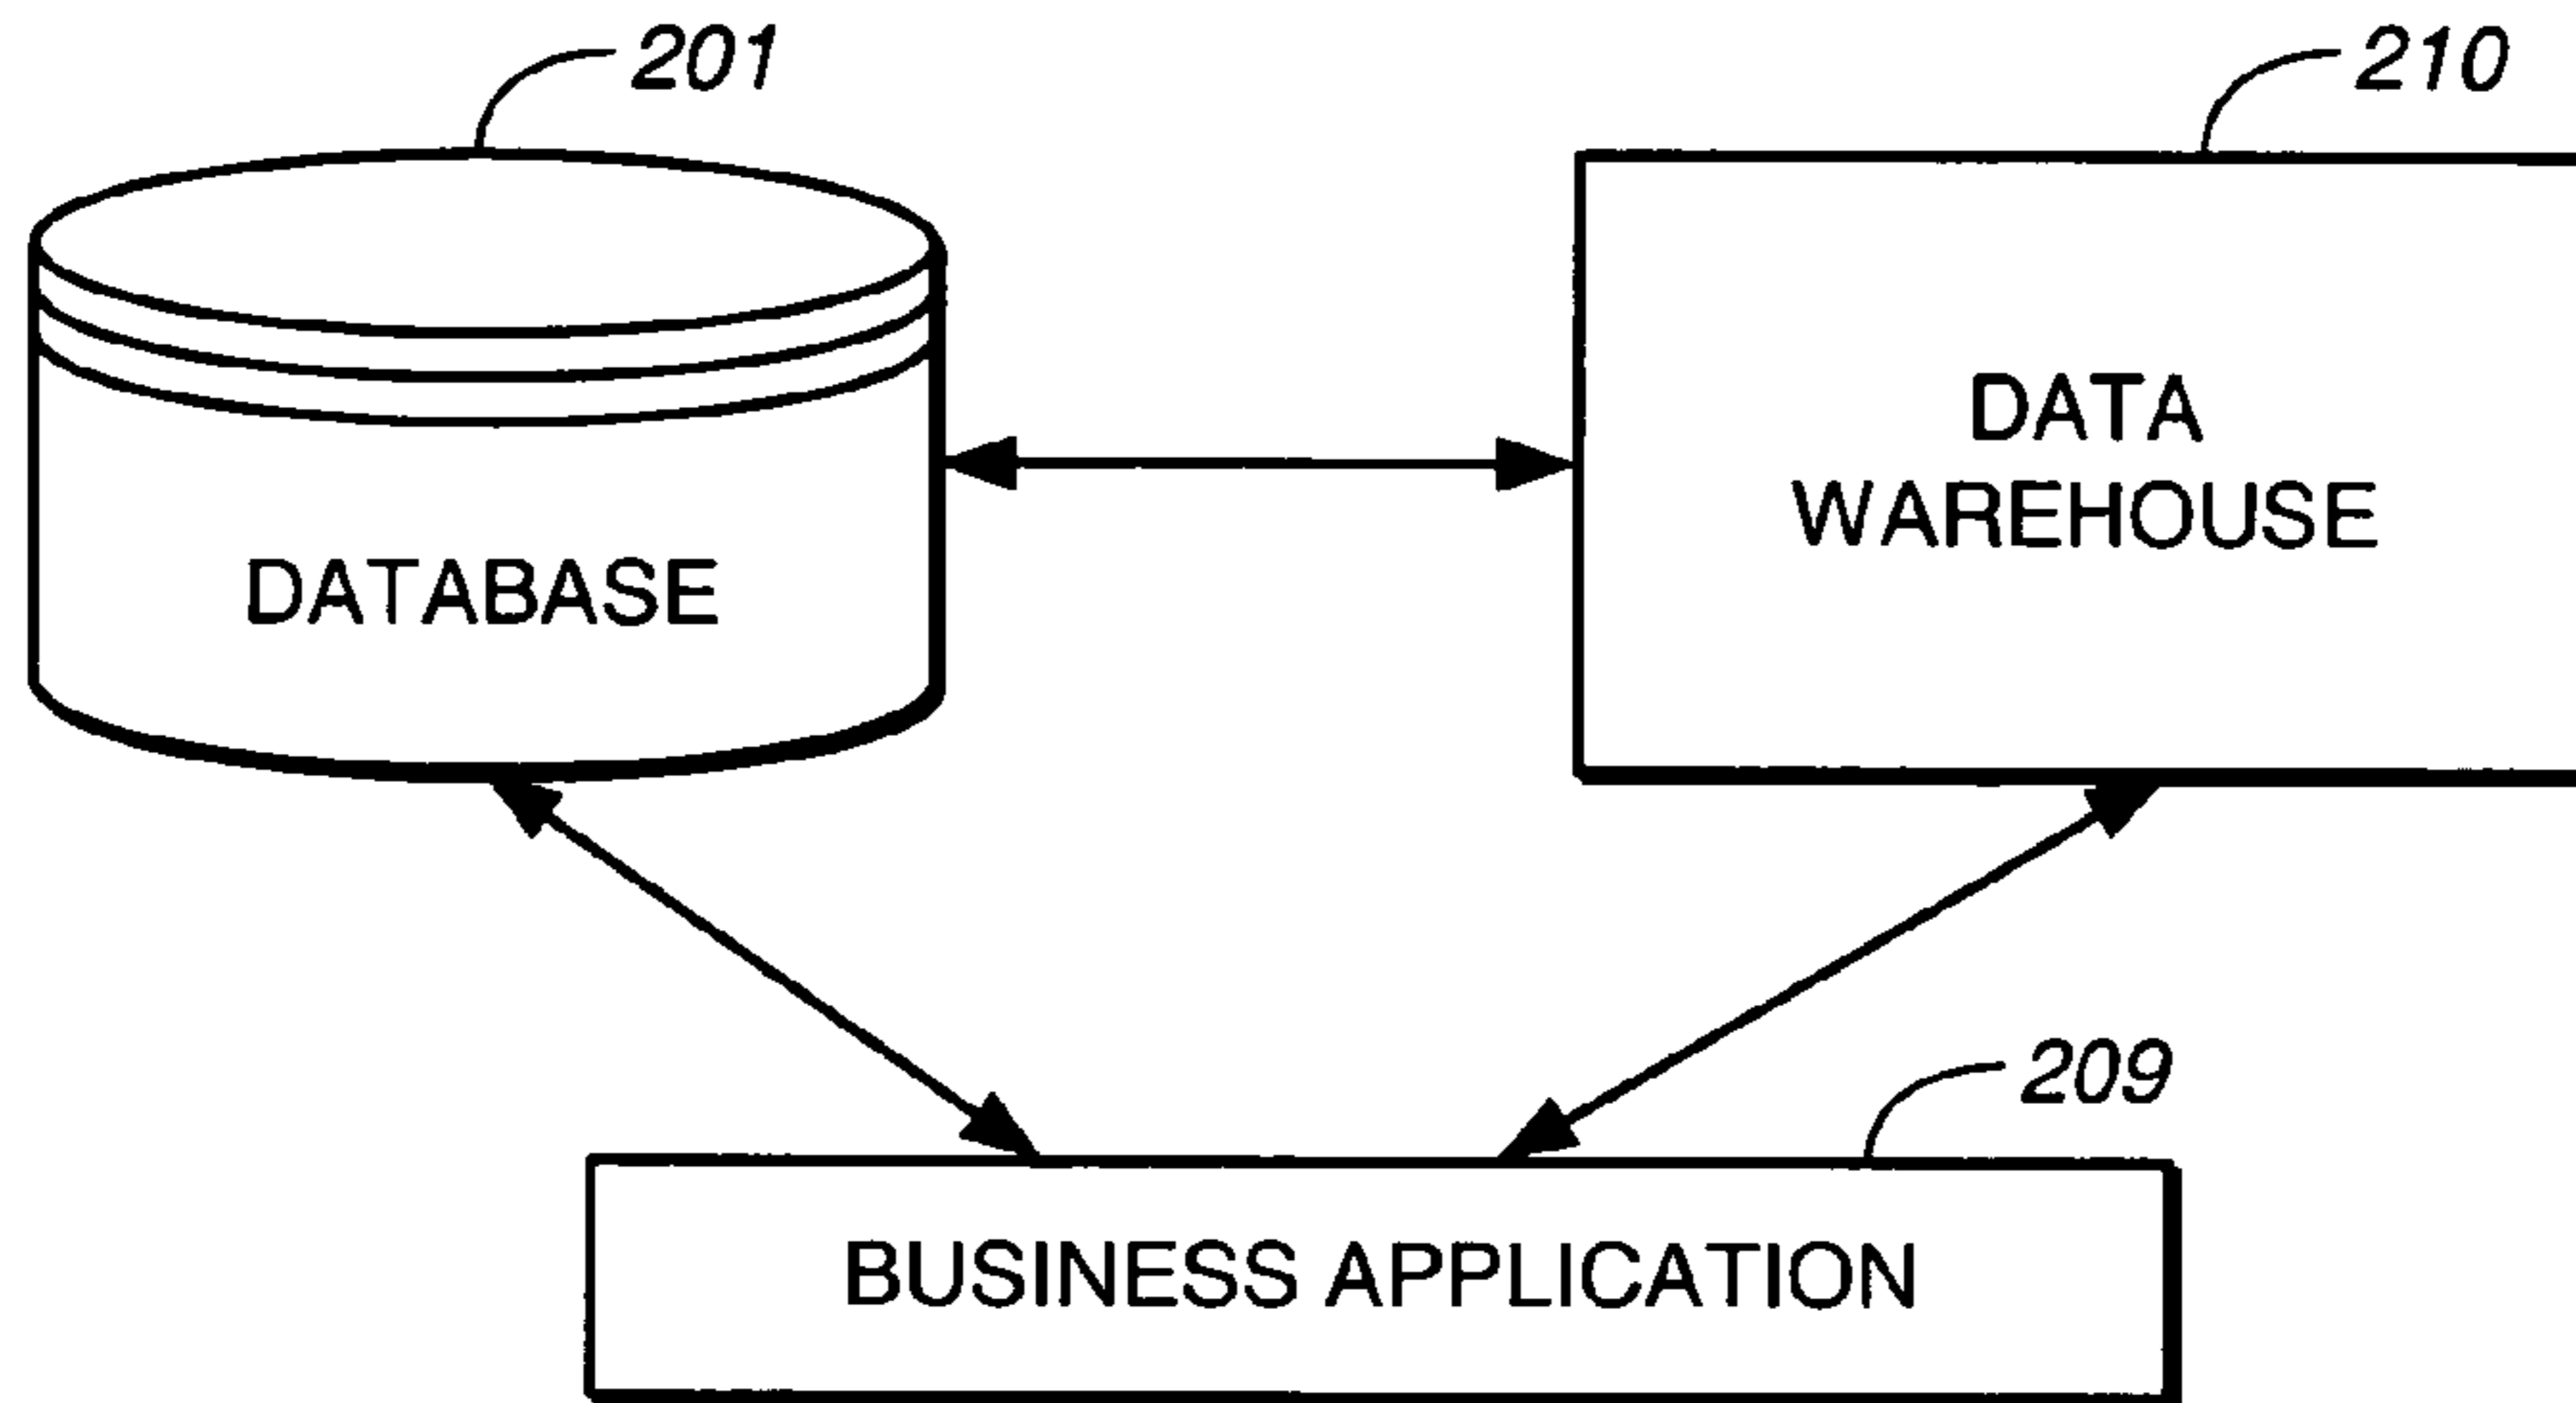 201
210
DATABASE
DATA
WAREHOUSE
209
BUSINESS APPLICATION